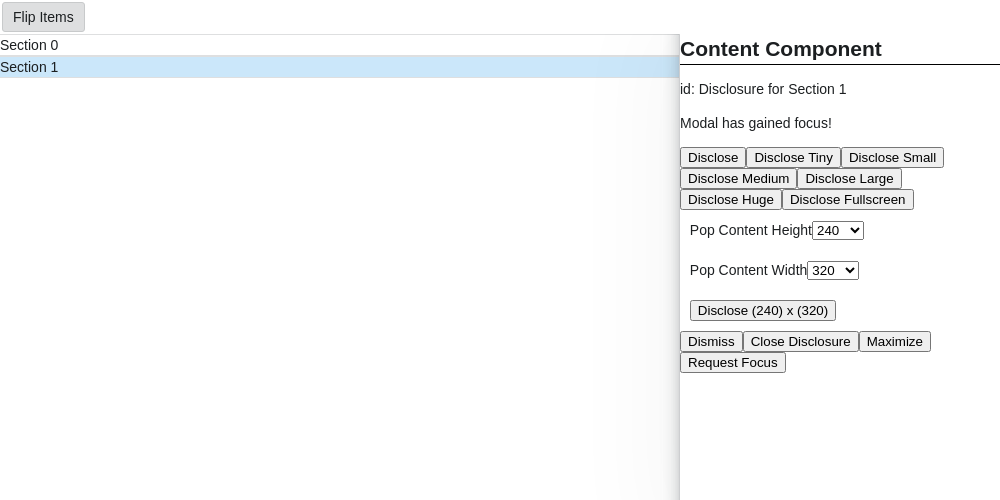 Flip Items
Section 0
Section 1
Content Component
id: Disclosure for Section 1
Modal has gained focus!
Disclose Disclose Tiny Disclose Small
Disclose Medium Disclose Large
Disclose Huge Disclose Fullscreen
Pop Content Height 240
Pop Content Width 320
Disclose (240) x (320)
Dismiss Close Disclosure Maximize
Request Focus